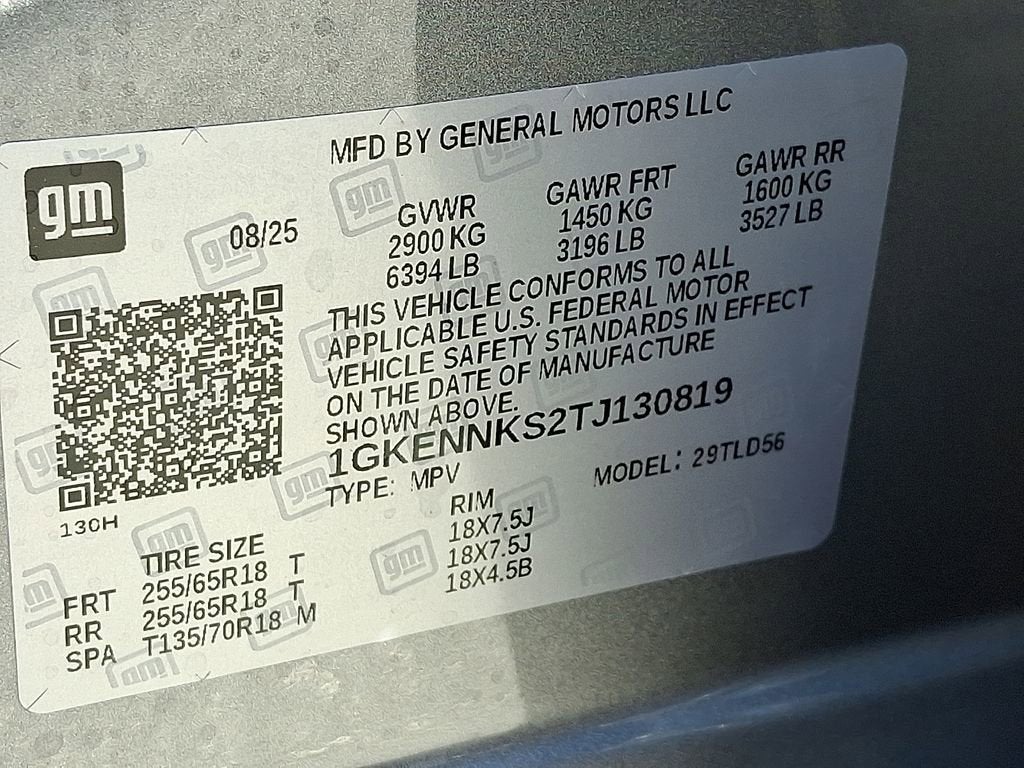 gm
MFD BY GENERAL MOTORS LLC
08/25
GVWR GAWR FRT GAWR RR
2900 KG 1450 KG 1600 KG
6394 LB 3196 LB 3527 LB
THIS VEHICLE CONFORMS TO ALL
APPLICABLE U.S. FEDERAL MOTOR
VEHICLE SAFETY STANDARDS IN EFFECT
ON THE DATE OF MANUFACTURE
SHOWN ABOVE.
1GKENNKS2TJ130819
TYPE: MPV MODEL: 29TLD56
130H
TIRE SIZE RIM
FRT 255/65R18 T 18X7.5J
RR 255/65R18 T 18X7.5J
SPA T135/70R18 M 18X4.5B